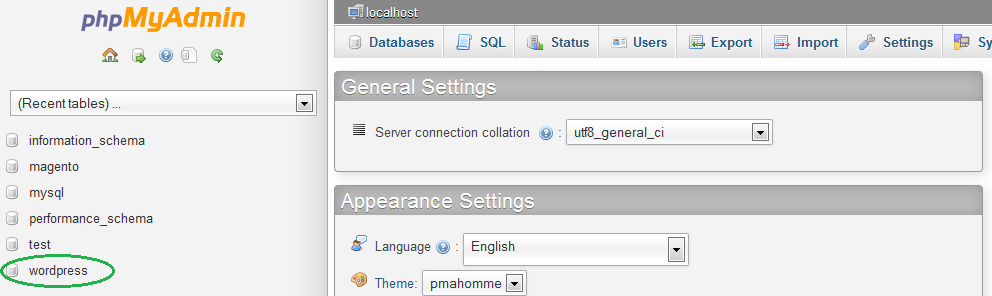 phpMyAdmin
(Recent tables) ...
information_schema
magento
mysql
performance_schema
test
wordpress
localhost
Databases SQL Status Users Export Import Settings Sy
General Settings
Server connection collation : utf8_general_ci
Appearance Settings
Language : English
Theme: pmahomme